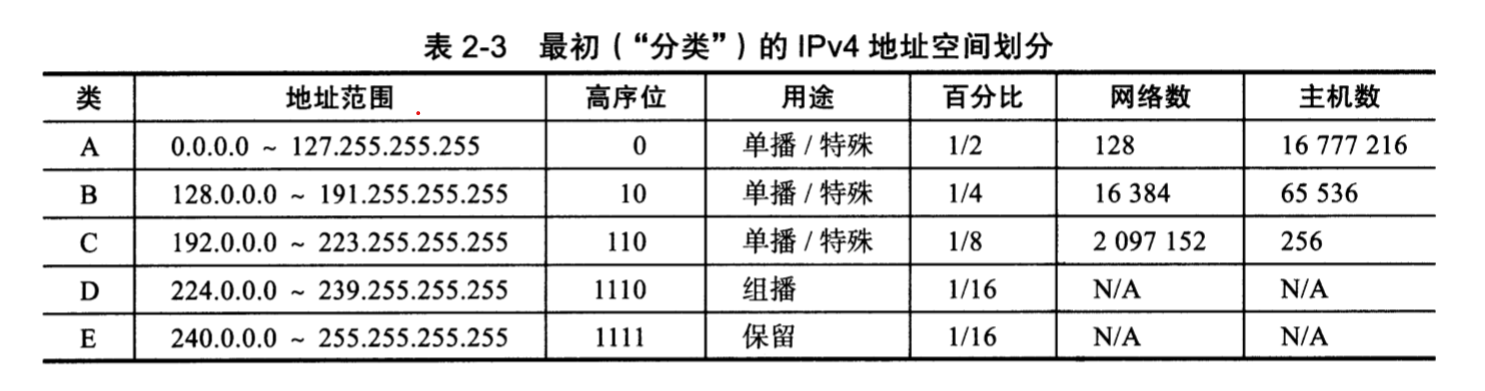 表 2-3 最初（“分类”）的 IPv4 地址空间划分
类 地址范围 高序位 用途 百分比 网络数 主机数
A 0.0.0.0 ~ 127.255.255.255 0 单播 / 特殊 1/2 128 16 777 216
B 128.0.0.0 ~ 191.255.255.255 10 单播 / 特殊 1/4 16 384 65 536
C 192.0.0.0 ~ 223.255.255.255 110 单播 / 特殊 1/8 2 097 152 256
D 224.0.0.0 ~ 239.255.255.255 1110 组播 1/16 N/A N/A
E 240.0.0.0 ~ 255.255.255.255 1111 保留 1/16 N/A N/A